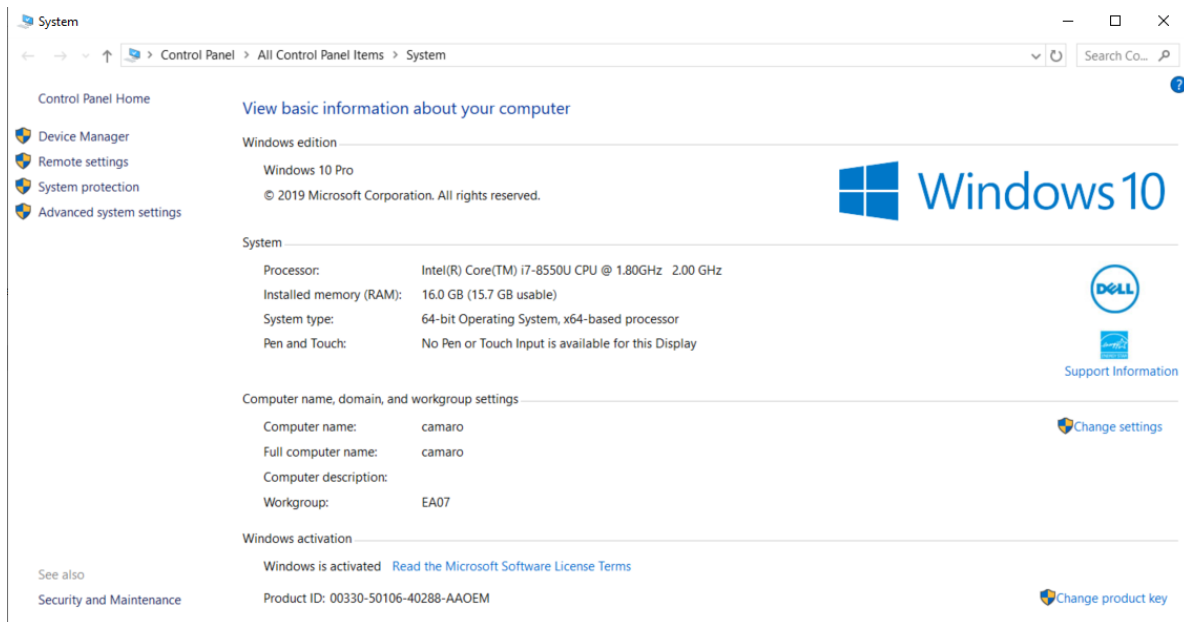 System
Control Panel > All Control Panel Items > System
Search Co...
?
Control Panel Home
Device Manager
Remote settings
System protection
Advanced system settings
View basic information about your computer
Windows edition
Windows 10 Pro
© 2019 Microsoft Corporation. All rights reserved.
Windows 10
System
Processor: Intel(R) Core(TM) i7-8550U CPU @ 1.80GHz 2.00 GHz
Installed memory (RAM): 16.0 GB (15.7 GB usable)
System type: 64-bit Operating System, x64-based processor
Pen and Touch: No Pen or Touch Input is available for this Display
DELL
Support Information
Computer name, domain, and workgroup settings
Computer name: camaro
Full computer name: camaro
Computer description:
Workgroup: EA07
Change settings
Windows activation
Windows is activated Read the Microsoft Software License Terms
Product ID: 00330-50106-40288-AAOEM
Change product key
See also
Security and Maintenance